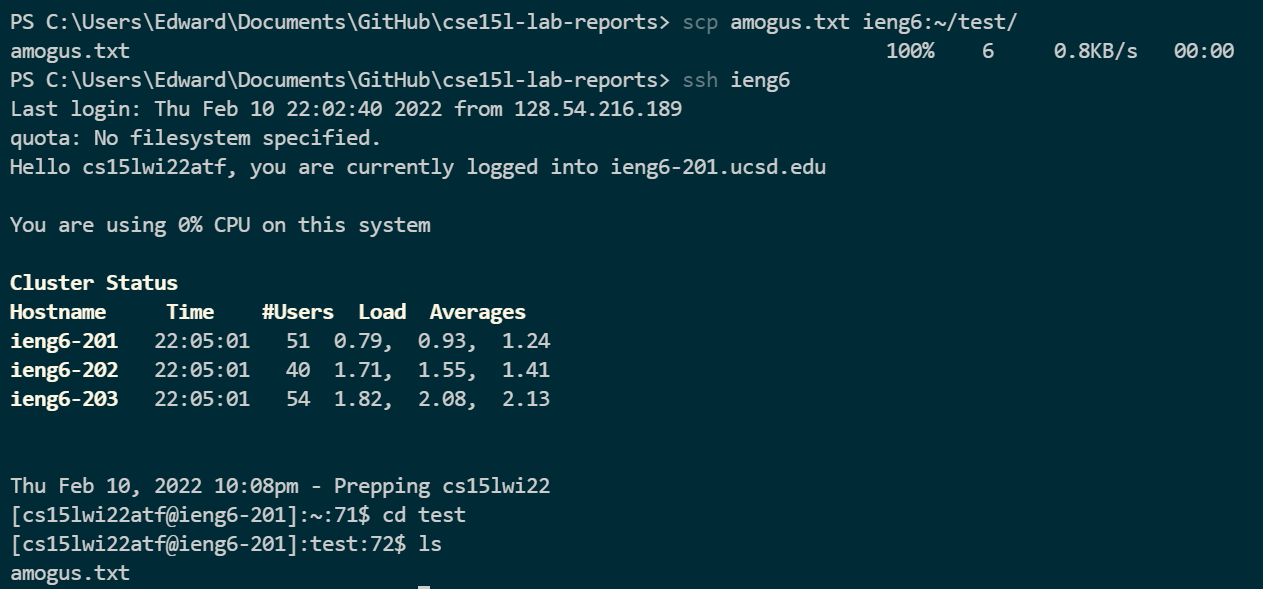 PS C:\Users\Edward\Documents\GitHub\cse15l-lab-reports> scp amogus.txt ieng6:~/test/
amogus.txt 100% 6 0.8KB/s 00:00
PS C:\Users\Edward\Documents\GitHub\cse15l-lab-reports> ssh ieng6
Last login: Thu Feb 10 22:02:40 2022 from 128.54.216.189
quota: No filesystem specified.
Hello cs15lwi22atf, you are currently logged into ieng6-201.ucsd.edu
You are using 0% CPU on this system
Cluster Status
Hostname Time #Users Load Averages
ieng6-201 22:05:01 51 0.79, 0.93, 1.24
ieng6-202 22:05:01 40 1.71, 1.55, 1.41
ieng6-203 22:05:01 54 1.82, 2.08, 2.13
Thu Feb 10, 2022 10:08pm - Prepping cs15lwi22
[cs15lwi22atf@ieng6-201]:~:71$ cd test
[cs15lwi22atf@ieng6-201]:test:72$ ls
amogus.txt